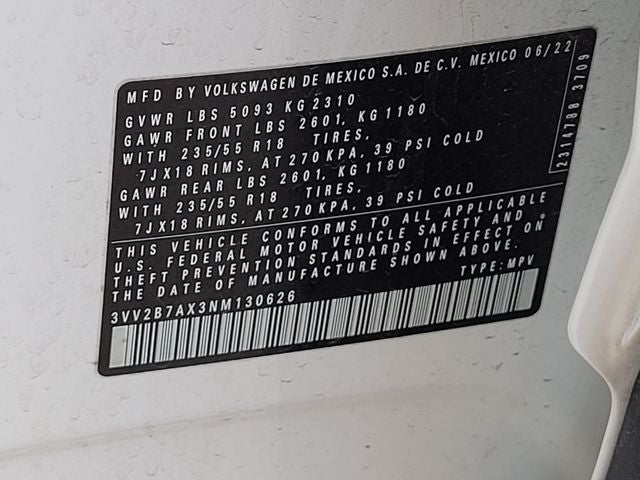 MFD BY VOLKSWAGEN DE MEXICO S.A. DE C.V. MEXICO 06/22
GVWR LBS 5093 KG 2310
GAWR FRONT LBS 2601, KG 1180
WITH 235/55 R18 TIRES,
7J X18 RIMS, AT 270 KPA, 39 PSI COLD
GAWR REAR LBS 2601, KG 1180
WITH 235/55 R18 TIRES,
7J X18 RIMS, AT 270 KPA, 39 PSI COLD
THIS VEHICLE CONFORMS TO ALL APPLICABLE
U.S. FEDERAL MOTOR VEHICLE SAFETY AND
THEFT PREVENTION STANDARDS IN EFFECT ON
THE DATE OF MANUFACTURE SHOWN ABOVE.
3VV2B7AX3NM130626 TYPE: MPV
2314788 3709